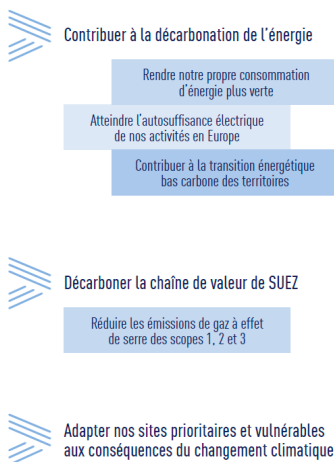 Contribuer à la décarbonation de l'énergie
Rendre notre propre consommation
d'énergie plus verte
Atteindre l'autosuffisance électrique
de nos activités en Europe
Contribuer à la transition énergétique
bas carbone des territoires
Décarboner la chaîne de valeur de SUEZ
Réduire les émissions de gaz à effet
de serre des scopes 1, 2 et 3
Adapter nos sites prioritaires et vulnérables
aux conséquences du changement climatique